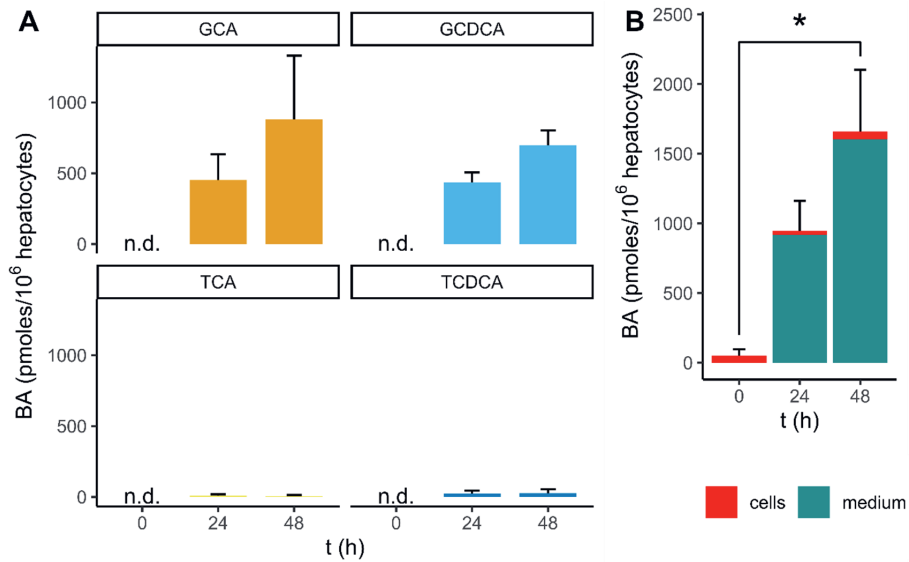 A
GCA
GCDCA
BA (pmoles/10⁶ hepatocytes)
1000
500
0
n.d.
n.d.
TCA
TCDCA
1000
500
0
n.d.
n.d.
0
24
48
0
24
48
t (h)
B
BA (pmoles/10⁶ hepatocytes)
2500
2000
1500
1000
500
0
*
0
24
48
t (h)
cells
medium